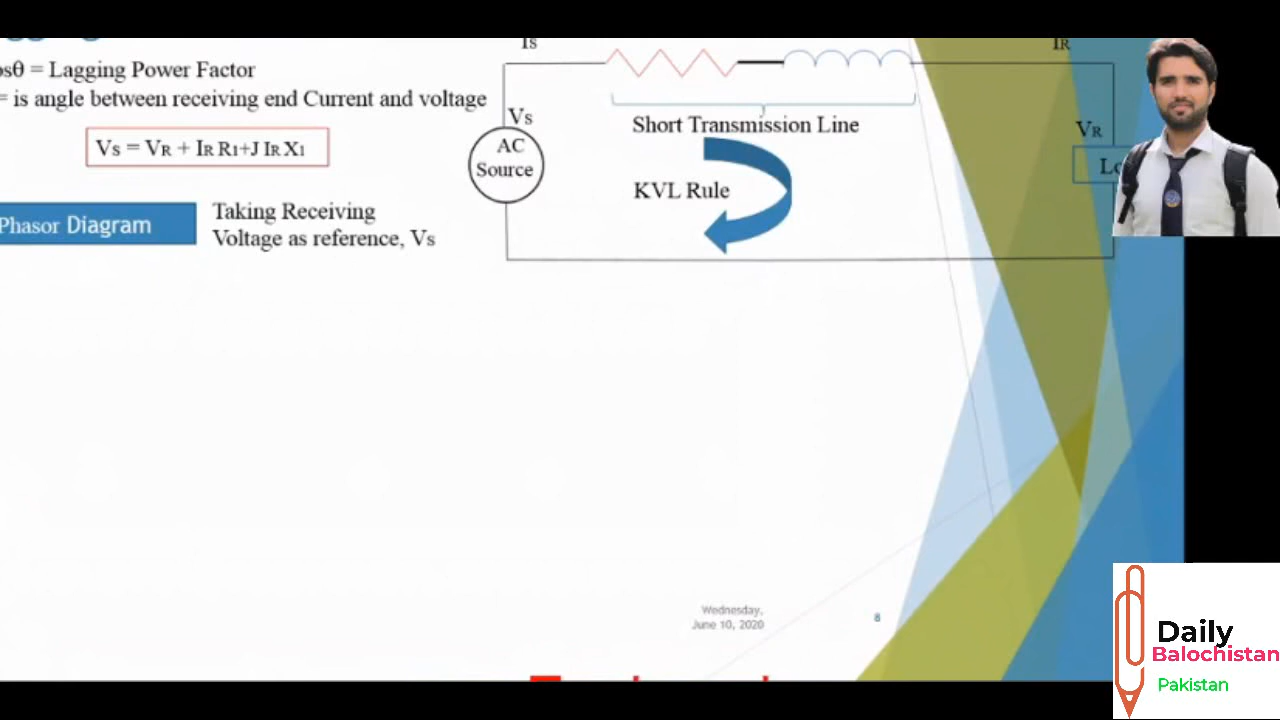 Is
IR
osθ = Lagging Power Factor
= is angle between receiving end Current and voltage
Vs = VR + IR R1+J IR X1
Phasor Diagram
Taking Receiving
Voltage as reference, Vs
Vs
AC
Source
Short Transmission Line
KVL Rule
VR
Lo
Wednesday,
June 10, 2020
8
Daily
Balochistan
Pakistan